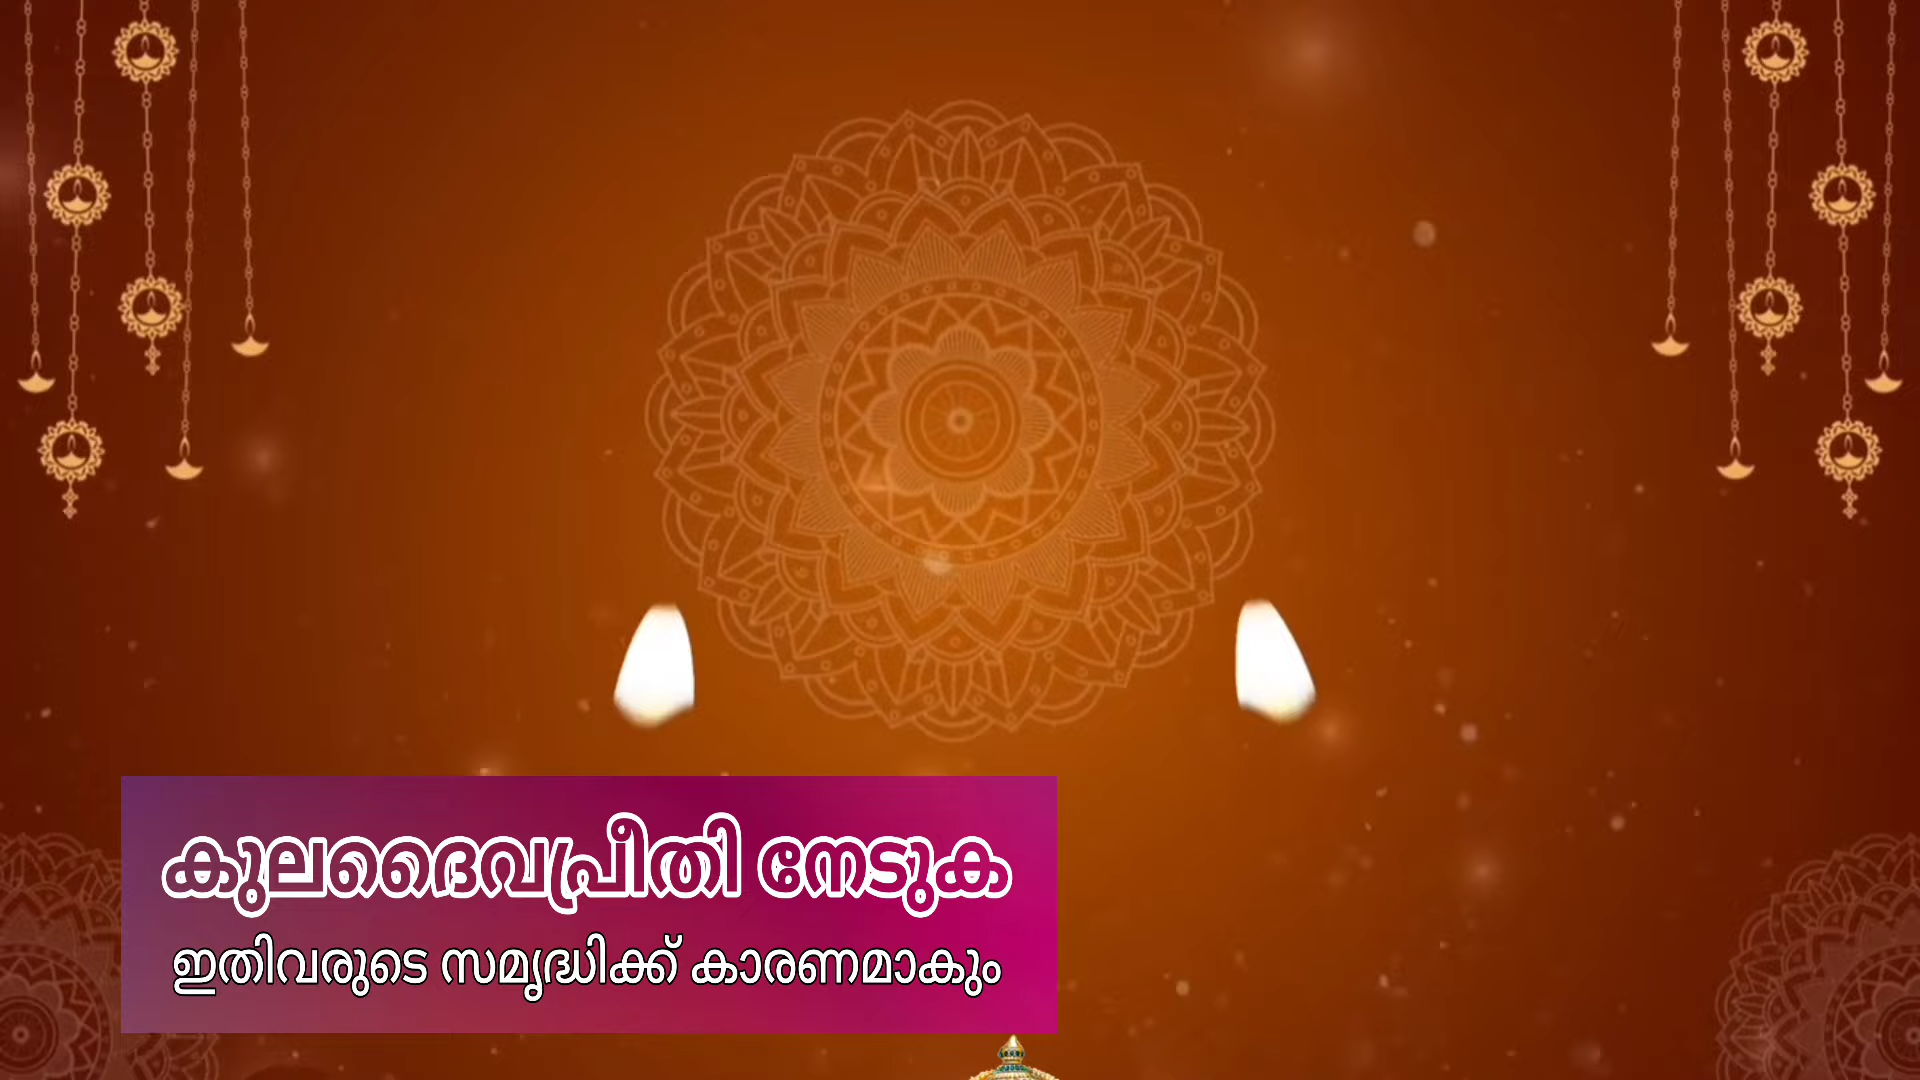 കുലദൈവപ്രീതി നേടുക
ഇതിവരുടെ സമൃദ്ധിക്ക് കാരണമാകും